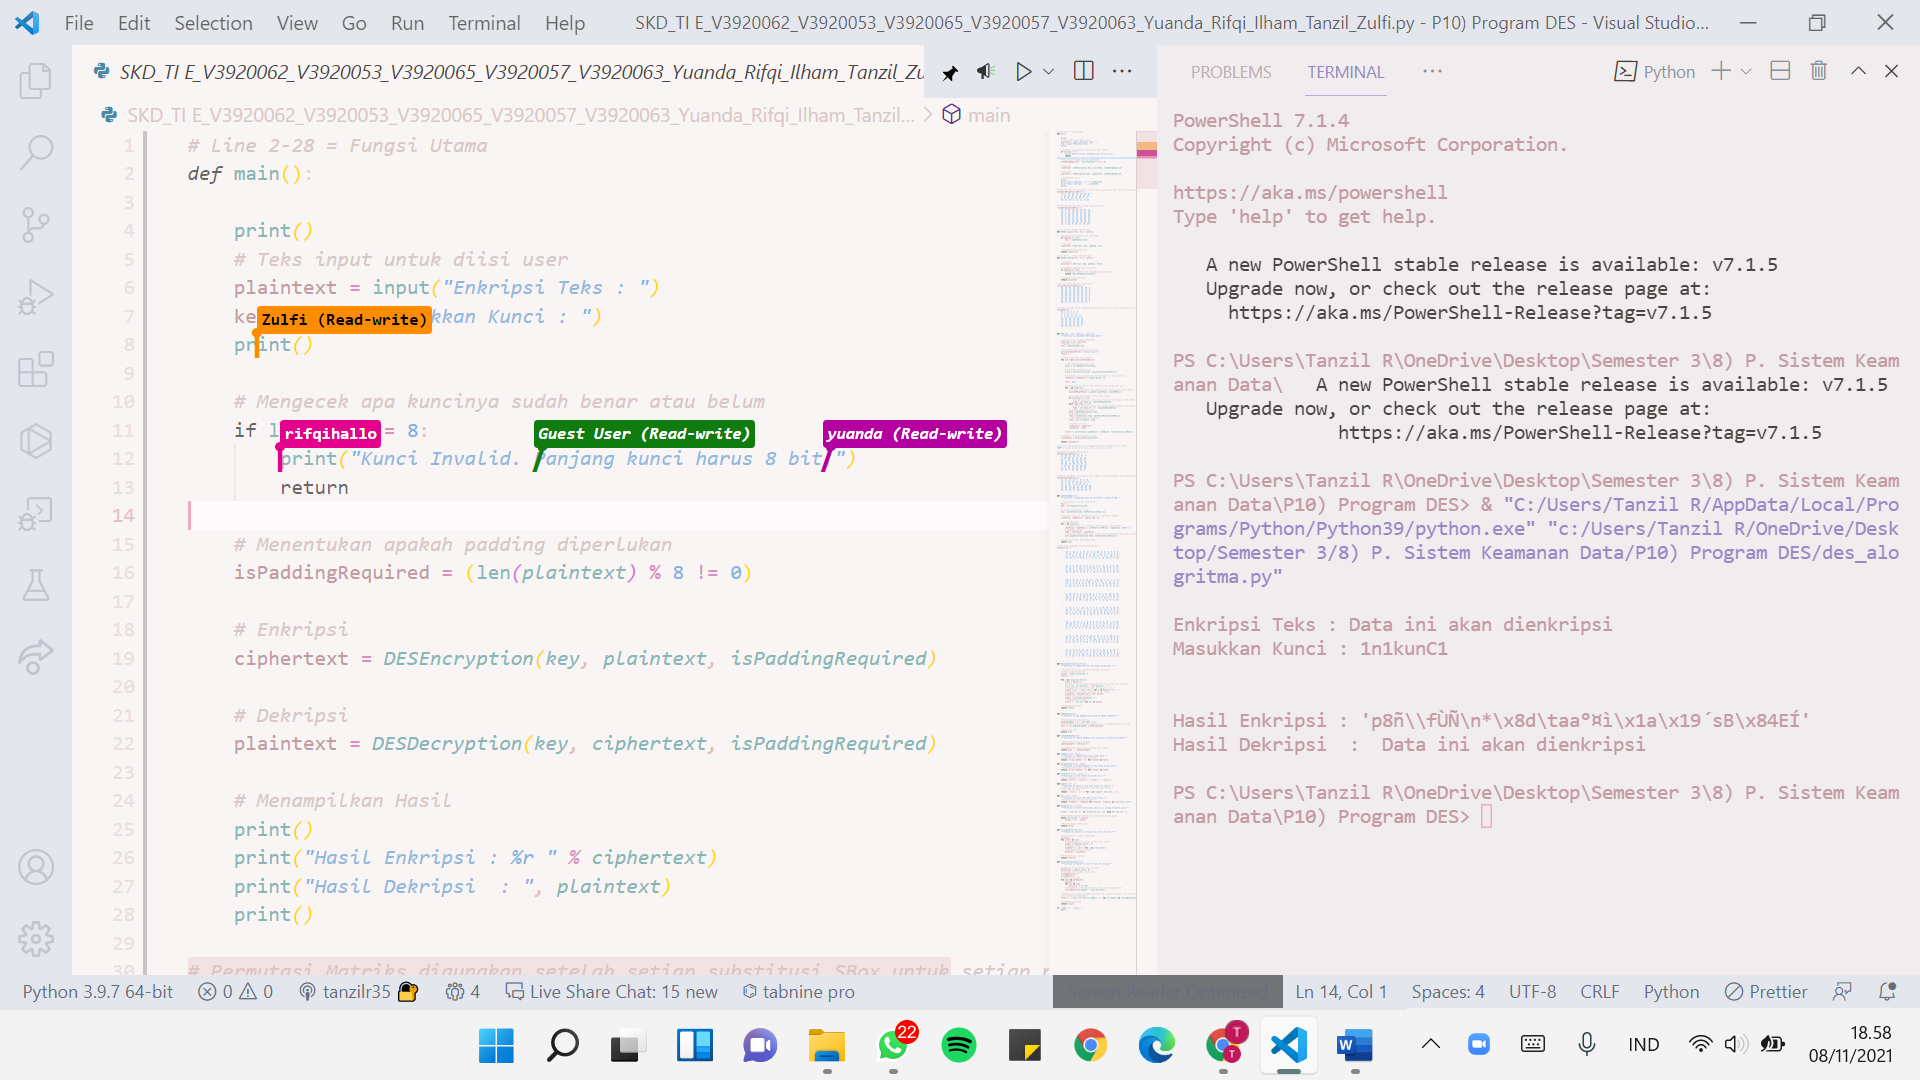 File Edit Selection View Go Run Terminal Help SKD_TI E_V3920062_V3920053_V3920065_V3920057_V3920063_Yuanda_Rifqi_Ilham_Tanzil_Zulfi.py - P10) Program DES - Visual Studio...
SKD_TI E_V3920062_V3920053_V3920065_V3920057_V3920063_Yuanda_Rifqi_Ilham_Tanzil_Zu
SKD_TI E_V3920062_V3920053_V3920065_V3920057_V3920063_Yuanda_Rifqi_Ilham_Tanzil... > main
1 # Line 2-28 = Fungsi Utama
2 def main():
3
4 print()
5 # Teks input untuk diisi user
6 plaintext = input("Enkripsi Teks : ")
7 ke Zulfi (Read-write) kkan Kunci : ")
8 print()
9
10 # Mengecek apa kuncinya sudah benar atau belum
11 if l rifqihallo = 8: Guest User (Read-write) yuanda (Read-write)
12 print("Kunci Invalid. Panjang kunci harus 8 bit!")
13 return
14
15 # Menentukan apakah padding diperlukan
16 isPaddingRequired = (len(plaintext) % 8 != 0)
17
18 # Enkripsi
19 ciphertext = DESEncryption(key, plaintext, isPaddingRequired)
20
21 # Dekripsi
22 plaintext = DESDecryption(key, ciphertext, isPaddingRequired)
23
24 # Menampilkan Hasil
25 print()
26 print("Hasil Enkripsi : %r " % ciphertext)
27 print("Hasil Dekripsi  : ", plaintext)
28 print()
29
30 # Permutasi Matriks digunakan setelah setiap substitusi SBox untuk setiap
PROBLEMS TERMINAL ... Python
PowerShell 7.1.4
Copyright (c) Microsoft Corporation.
https://aka.ms/powershell
Type 'help' to get help.
A new PowerShell stable release is available: v7.1.5
Upgrade now, or check out the release page at:
https://aka.ms/PowerShell-Release?tag=v7.1.5
PS C:\Users\Tanzil R\OneDrive\Desktop\Semester 3\8) P. Sistem Keam
anan Data\   A new PowerShell stable release is available: v7.1.5
Upgrade now, or check out the release page at:
https://aka.ms/PowerShell-Release?tag=v7.1.5
PS C:\Users\Tanzil R\OneDrive\Desktop\Semester 3\8) P. Sistem Keam
anan Data\P10) Program DES> & "C:/Users/Tanzil R/AppData/Local/Pro
grams/Python/Python39/python.exe" "c:/Users/Tanzil R/OneDrive/Desk
top/Semester 3/8) P. Sistem Keamanan Data/P10) Program DES/des_alo
gritma.py"
Enkripsi Teks : Data ini akan dienkripsi
Masukkan Kunci : 1n1kunC1
Hasil Enkripsi : 'p8ñ\\fÙÑ\n*\x8d\taaº¤ì\x1a\x19´sB\x84EÍ'
Hasil Dekripsi  :  Data ini akan dienkripsi
PS C:\Users\Tanzil R\OneDrive\Desktop\Semester 3\8) P. Sistem Keam
anan Data\P10) Program DES>
Python 3.9.7 64-bit 0 0 tanzilr35 4 Live Share Chat: 15 new tabnine pro Screen Reader Optimized Ln 14, Col 1 Spaces: 4 UTF-8 CRLF Python Prettier
22 T T W IND 18.58
08/11/2021